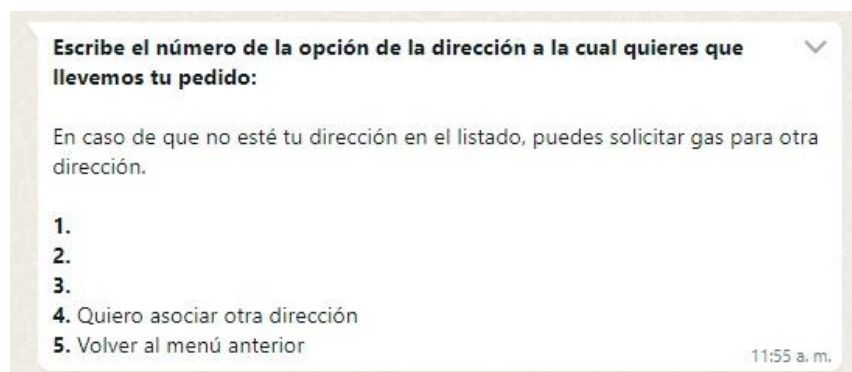 Escribe el número de la opción de la dirección a la cual quieres que
llevemos tu pedido:
En caso de que no esté tu dirección en el listado, puedes solicitar gas para otra
dirección.
1.
2.
3.
4. Quiero asociar otra dirección
5. Volver al menú anterior
11:55 a. m.